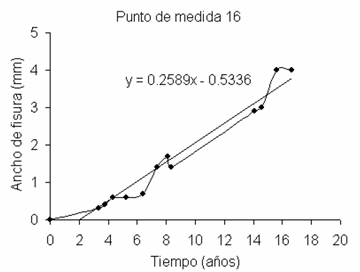 Punto de medida 16
Ancho de fisura (mm)
5
4
3
2
1
0
y = 0.2589x - 0.5336
0 2 4 6 8 10 12 14 16 18 20
Tiempo (años)